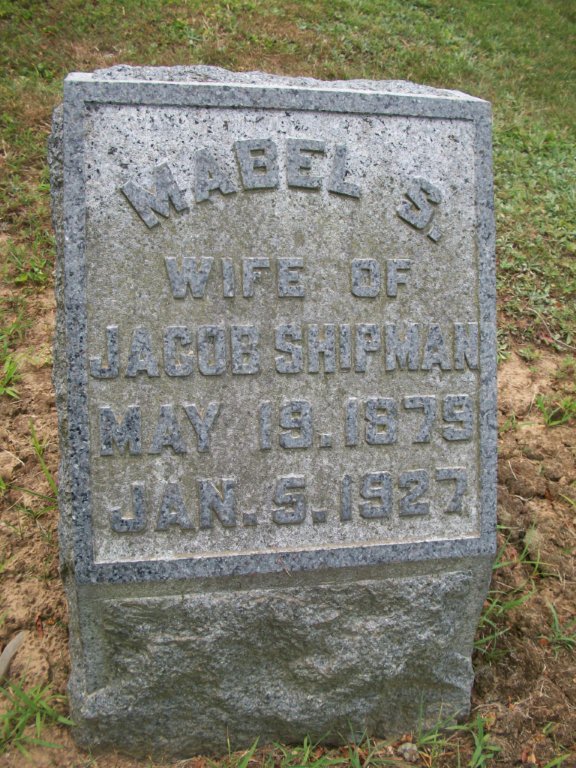 MABEL S.
WIFE OF
JACOB SHIPMAN
MAY 19. 1879
JAN. 5. 1927